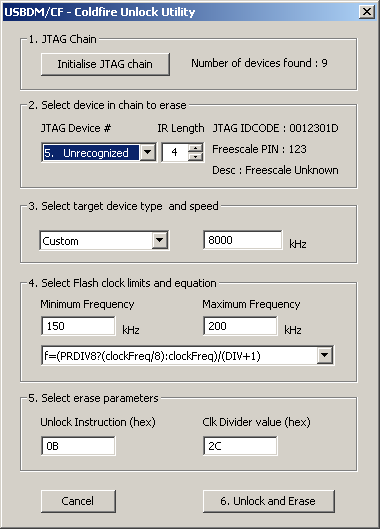 USBDM/CF - Coldfire Unlock Utility
1. JTAG Chain
Initialise JTAG chain
Number of devices found : 9
2. Select device in chain to erase
JTAG Device # IR Length JTAG IDCODE : 0012301D
5. Unrecognized 4 Freescale PIN : 123
Desc : Freescale Unknown
3. Select target device type and speed
Custom 8000 kHz
4. Select Flash clock limits and equation
Minimum Frequency Maximum Frequency
150 kHz 200 kHz
f=(PRDIV8?(clockFreq/8):clockFreq)/(DIV+1)
5. Select erase parameters
Unlock Instruction (hex) Clk Divider value (hex)
0B 2C
Cancel 6. Unlock and Erase